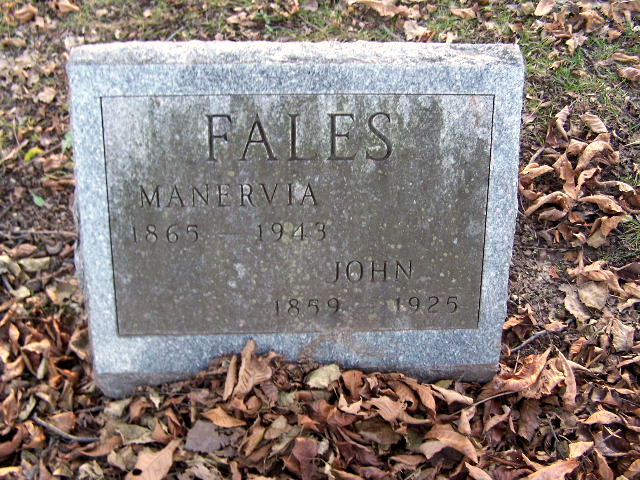 FALES
MANERVIA
1865 — 1943
JOHN
1859 1925